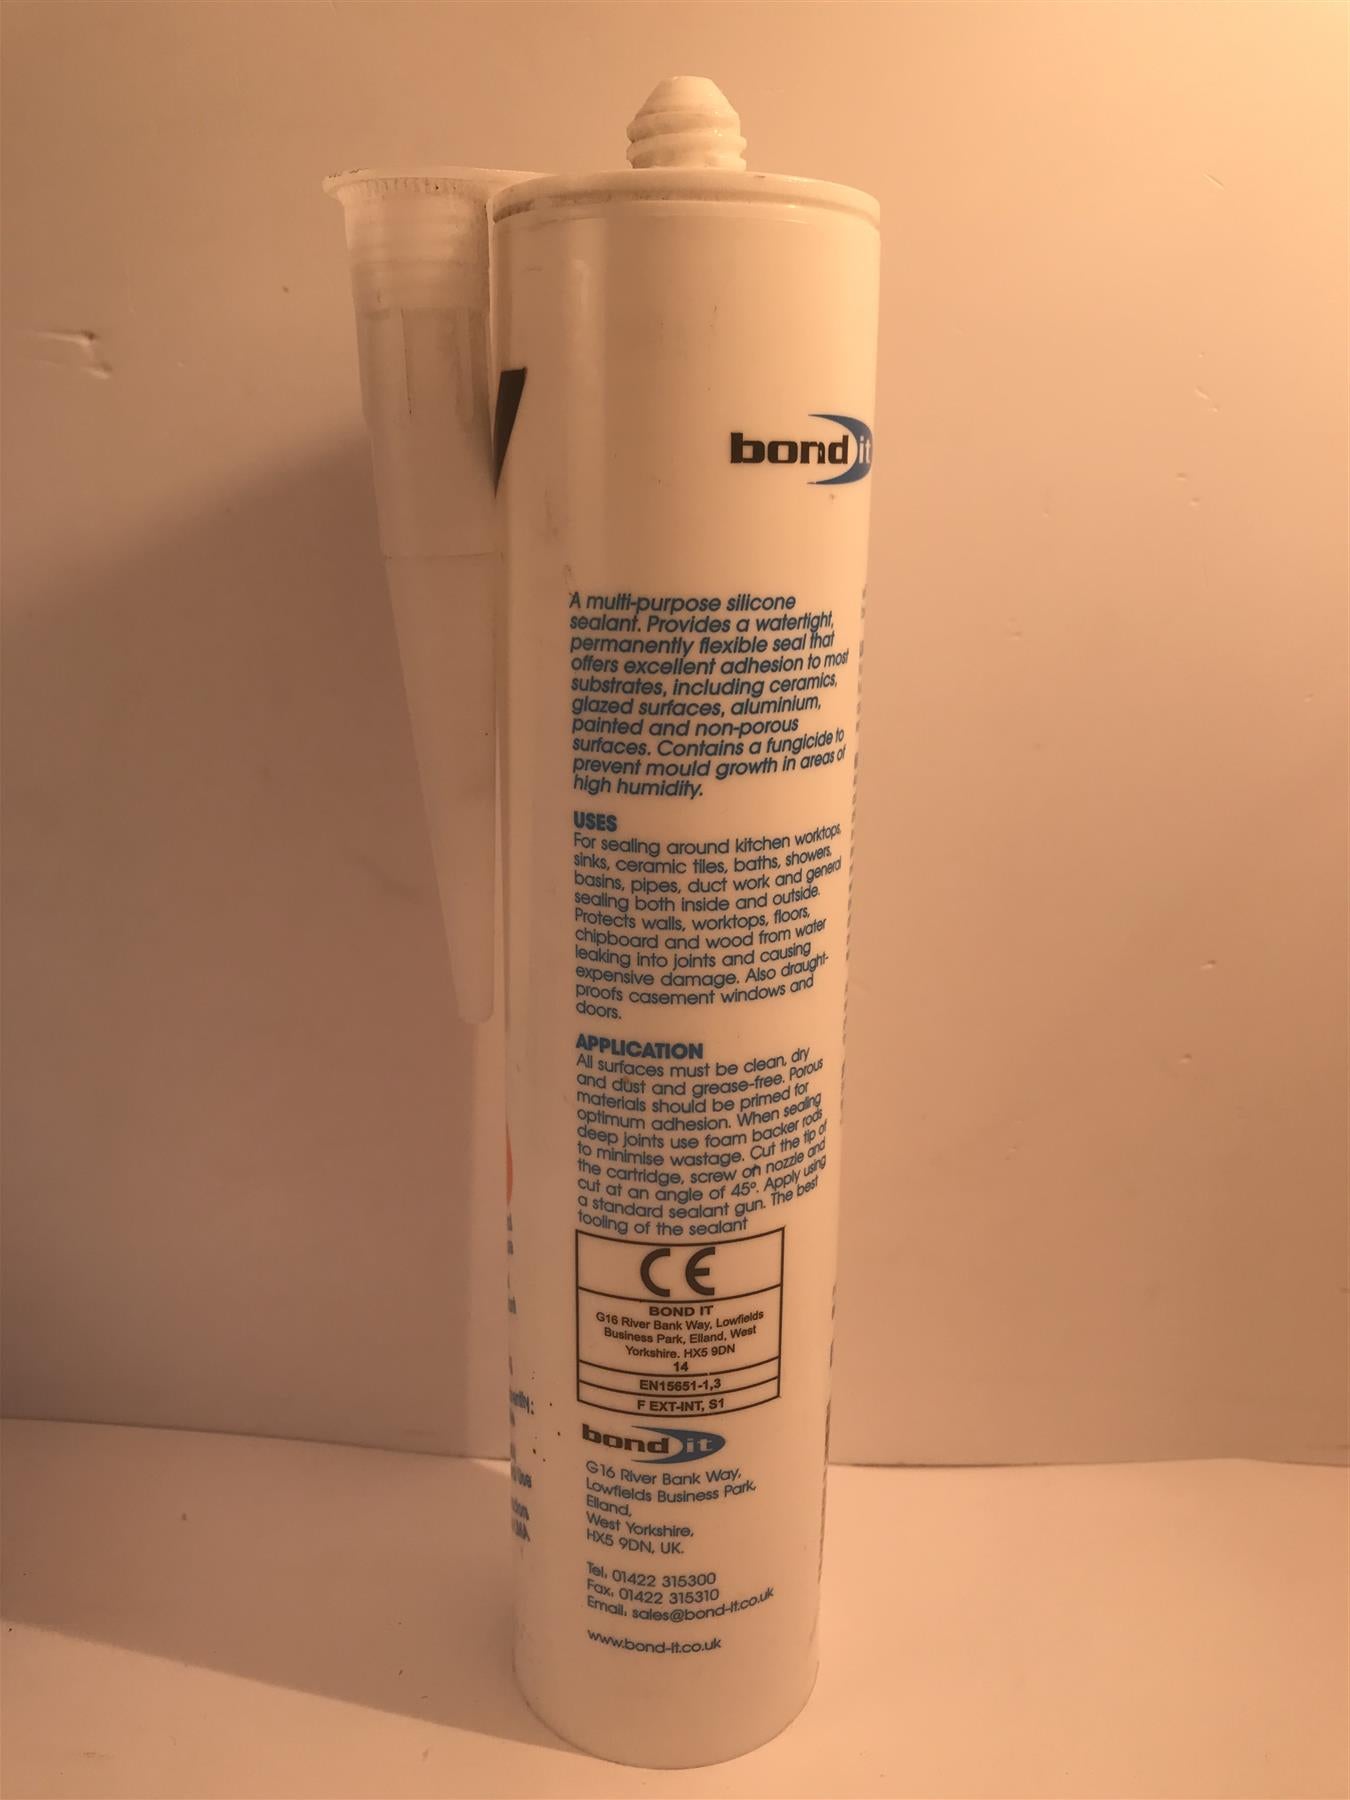 bond it
A multi-purpose silicone
sealant. Provides a watertight,
permanently flexible seal that
offers excellent adhesion to most
substrates, including ceramics,
glazed surfaces, aluminium,
painted and non-porous
surfaces. Contains a fungicide to
prevent mould growth in areas of
high humidity.
USES
For sealing around kitchen worktops,
sinks, ceramic tiles, baths, showers,
basins, pipes, duct work and general
sealing both inside and outside.
Protects walls, worktops, floors,
chipboard and wood from water
leaking into joints and causing
expensive damage. Also draught-
proofs casement windows and
doors.
APPLICATION
All surfaces must be clean, dry
and dust and grease-free. Porous
materials should be primed for
optimum adhesion. When sealing
deep joints use foam backer rods
to minimise wastage. Cut the tip of
the cartridge, screw on nozzle and
cut at an angle of 45°. Apply using
a standard sealant gun. The best
tooling of the sealant
CE
BOND IT
G16 River Bank Way, Lowfields
Business Park, Elland, West
Yorkshire. HX5 9DN
14
EN15651-1,3
F EXT-INT, S1
bond it
G16 River Bank Way,
Lowfields Business Park,
Elland,
West Yorkshire,
HX5 9DN, UK.
Tel. 01422 315300
Fax. 01422 315310
Email. sales@bond-it.co.uk
www.bond-it.co.uk